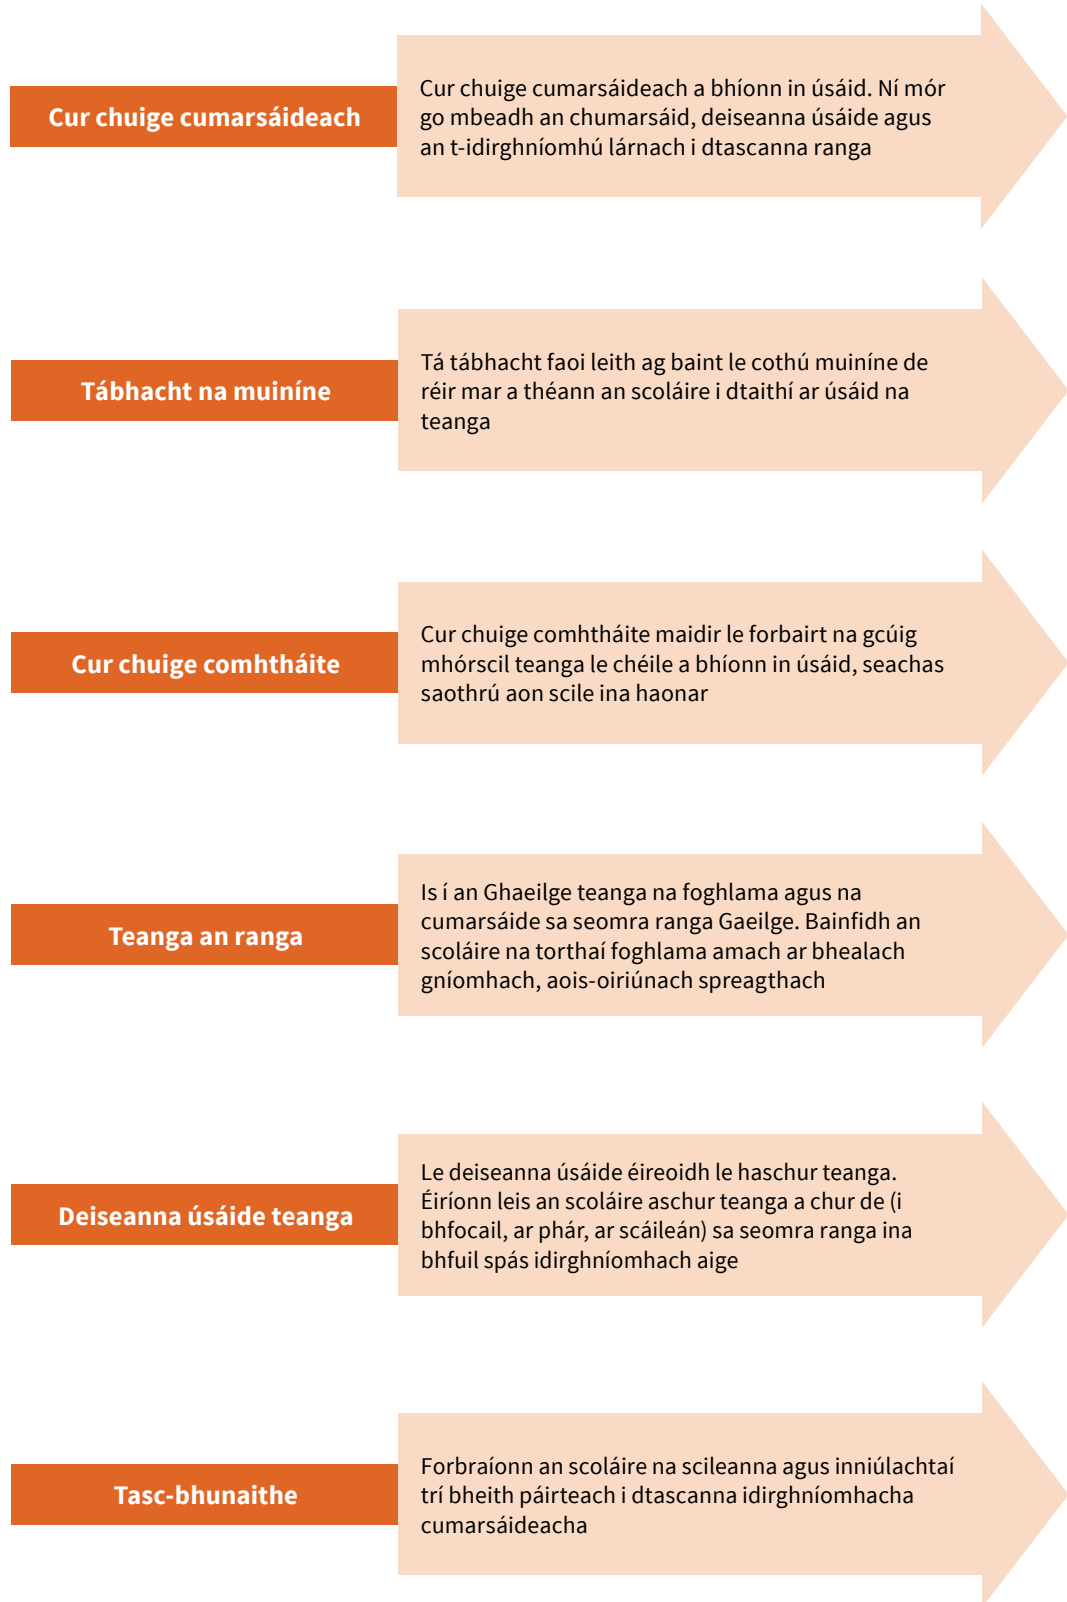 Cur chuige cumarsáideach
Cur chuige cumarsáideach a bhíonn in úsáid. Ní mór
go mbeadh an chumarsáid, deiseanna úsáide agus
an t-idirghníomhú lárnach i dtascanna ranga
Tábhacht na muiníne
Tá tábhacht faoi leith ag baint le cothú muiníne de
réir mar a théann an scoláire i dtaithí ar úsáid na
teanga
Cur chuige comhtháite
Cur chuige comhtháite maidir le forbairt na gcúig
mhórscil teanga le chéile a bhíonn in úsáid, seachas
saothrú aon scile ina haonar
Teanga an ranga
Is í an Ghaeilge teanga na foghlama agus na
cumarsáide sa seomra ranga Gaeilge. Bainfidh an
scoláire na torthaí foghlama amach ar bhealach
gníomhach, aois-oiriúnach spreagthach
Deiseanna úsáide teanga
Le deiseanna úsáide éireoidh le haschur teanga.
Éiríonn leis an scoláire aschur teanga a chur de (i
bhfocail, ar phár, ar scáileán) sa seomra ranga ina
bhfuil spás idirghníomhach aige
Tasc-bhunaithe
Forbraíonn an scoláire na scileanna agus inniúlachtaí
trí bheith páirteach i dtascanna idirghníomhacha
cumarsáideacha